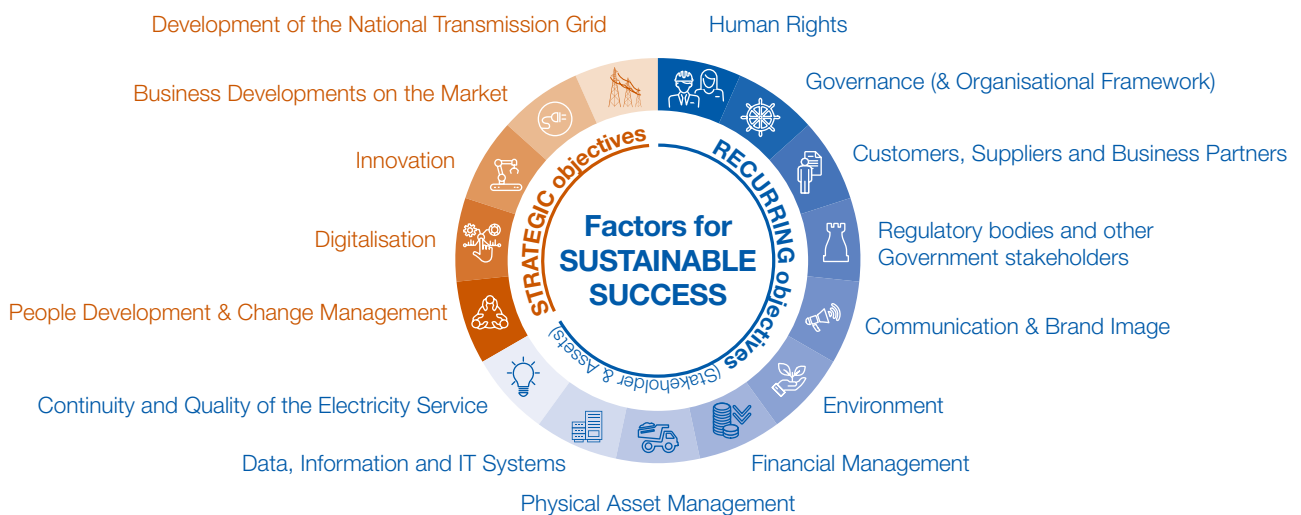 Development of the National Transmission Grid
Human Rights
Business Developments on the Market
Governance (& Organisational Framework)
Innovation
Customers, Suppliers and Business Partners
Digitalisation
Regulatory bodies and other
Government stakeholders
People Development & Change Management
Communication & Brand Image
Continuity and Quality of the Electricity Service
Environment
Data, Information and IT Systems
Financial Management
Physical Asset Management
STRATEGIC objectives
RECURRING objectives (Stakeholder & Assets)
Factors for
SUSTAINABLE
SUCCESS